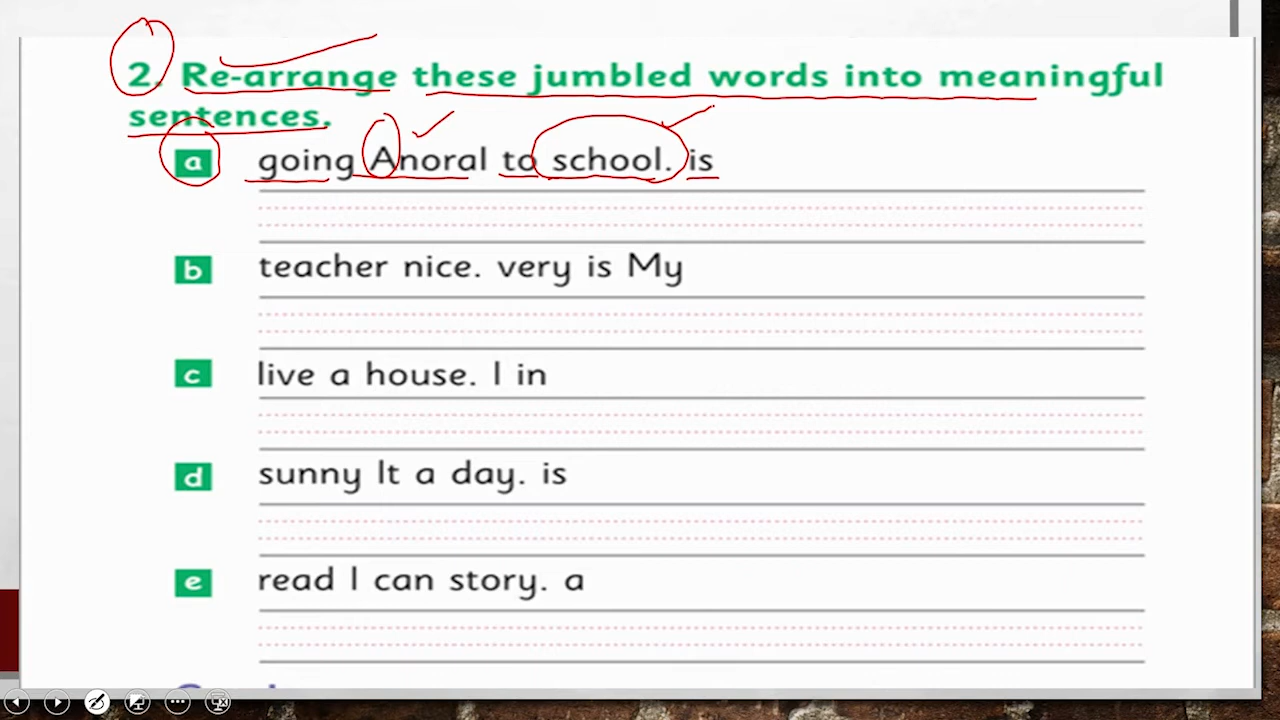 2. Re-arrange these jumbled words into meaningful
sentences.
a going Anoral to school. is
b teacher nice. very is My
c live a house. I in
d sunny It a day. is
e read I can story. a